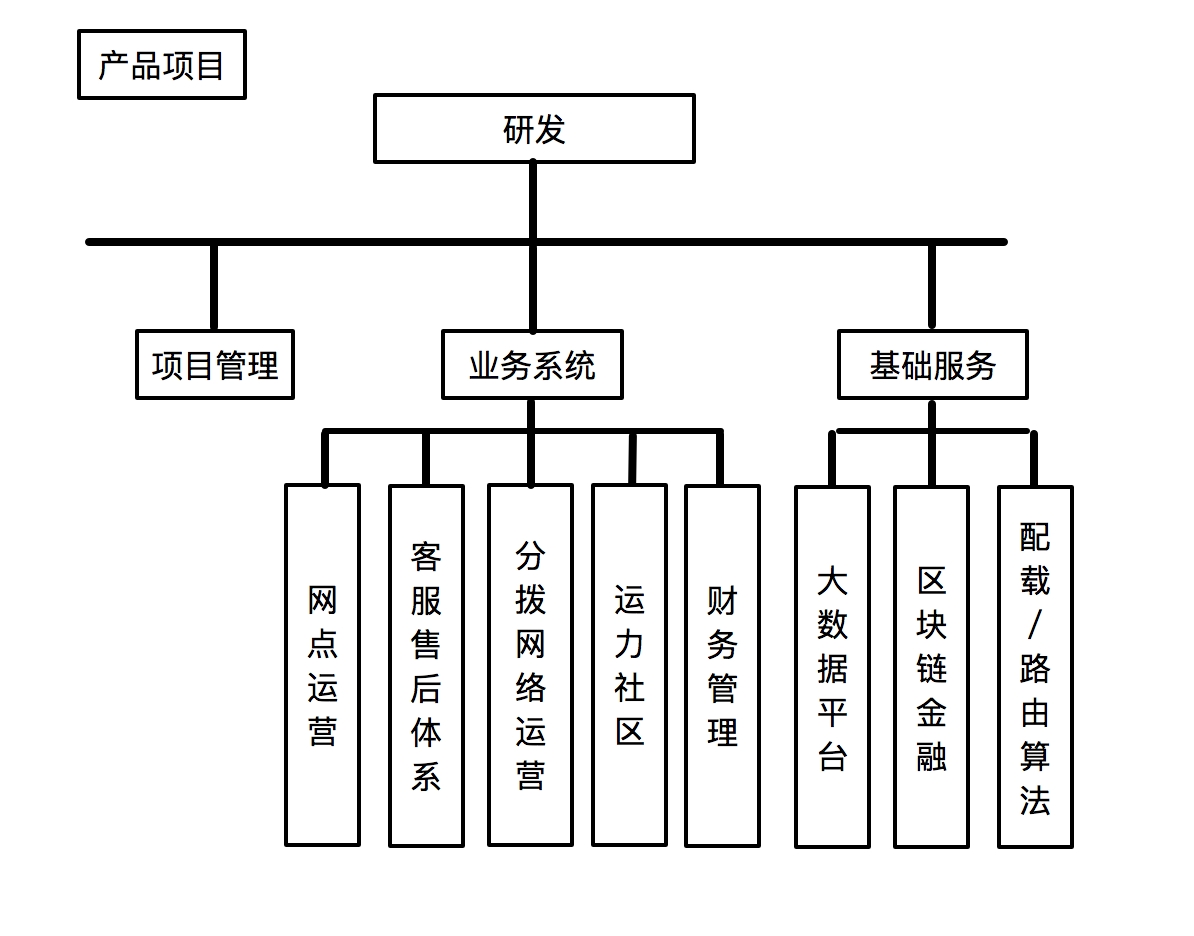 产品项目
研发
项目管理
业务系统
基础服务
网点运营
客服售后体系
分拨网络运营
运力社区
财务管理
大数据平台
区块链金融
配载/路由算法